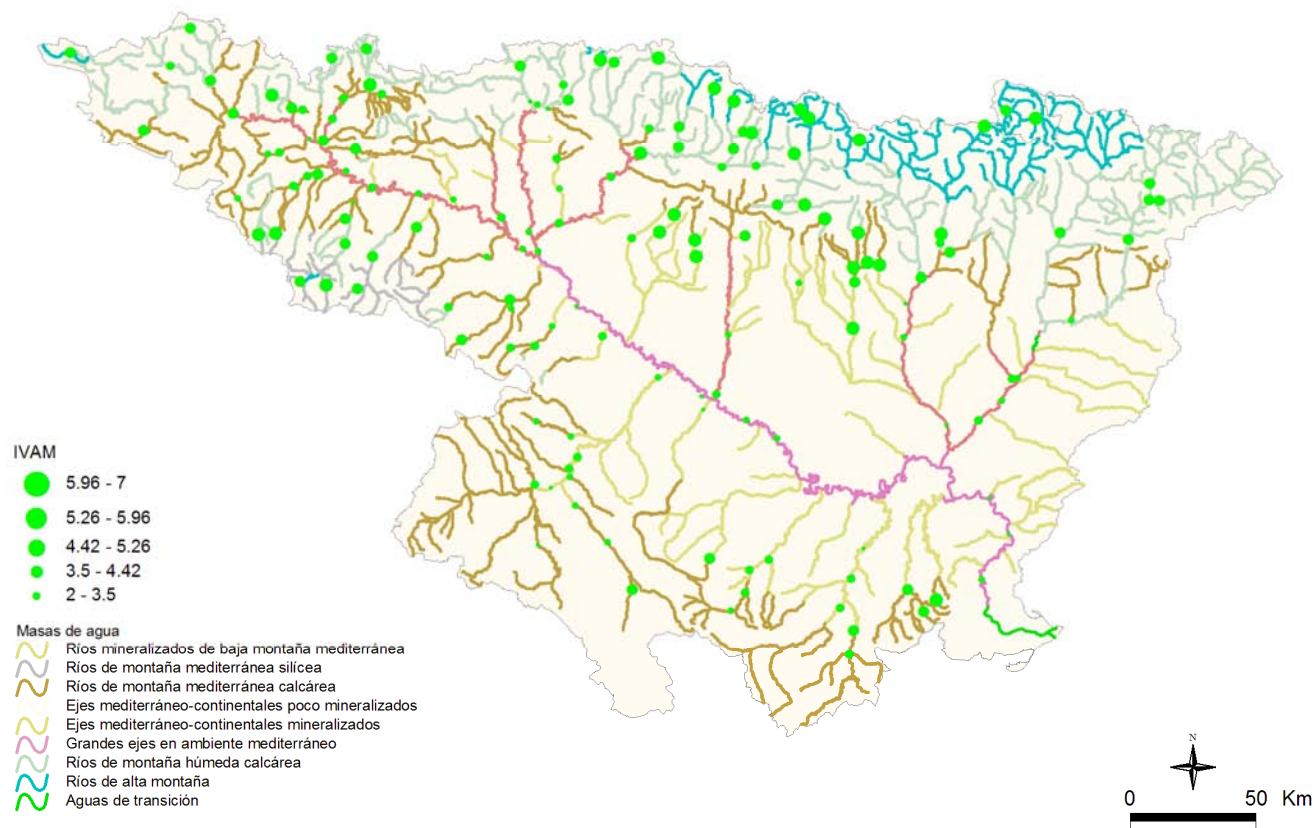 IVAM
5.96 - 7
5.26 - 5.96
4.42 - 5.26
3.5 - 4.42
2 - 3.5
Masas de agua
Ríos mineralizados de baja montaña mediterránea
Ríos de montaña mediterránea silícea
Ríos de montaña mediterránea calcárea
Ejes mediterráneo-continentales poco mineralizados
Ejes mediterráneo-continentales mineralizados
Grandes ejes en ambiente mediterráneo
Ríos de montaña húmeda calcárea
Ríos de alta montaña
Aguas de transición
N
0 50 Km